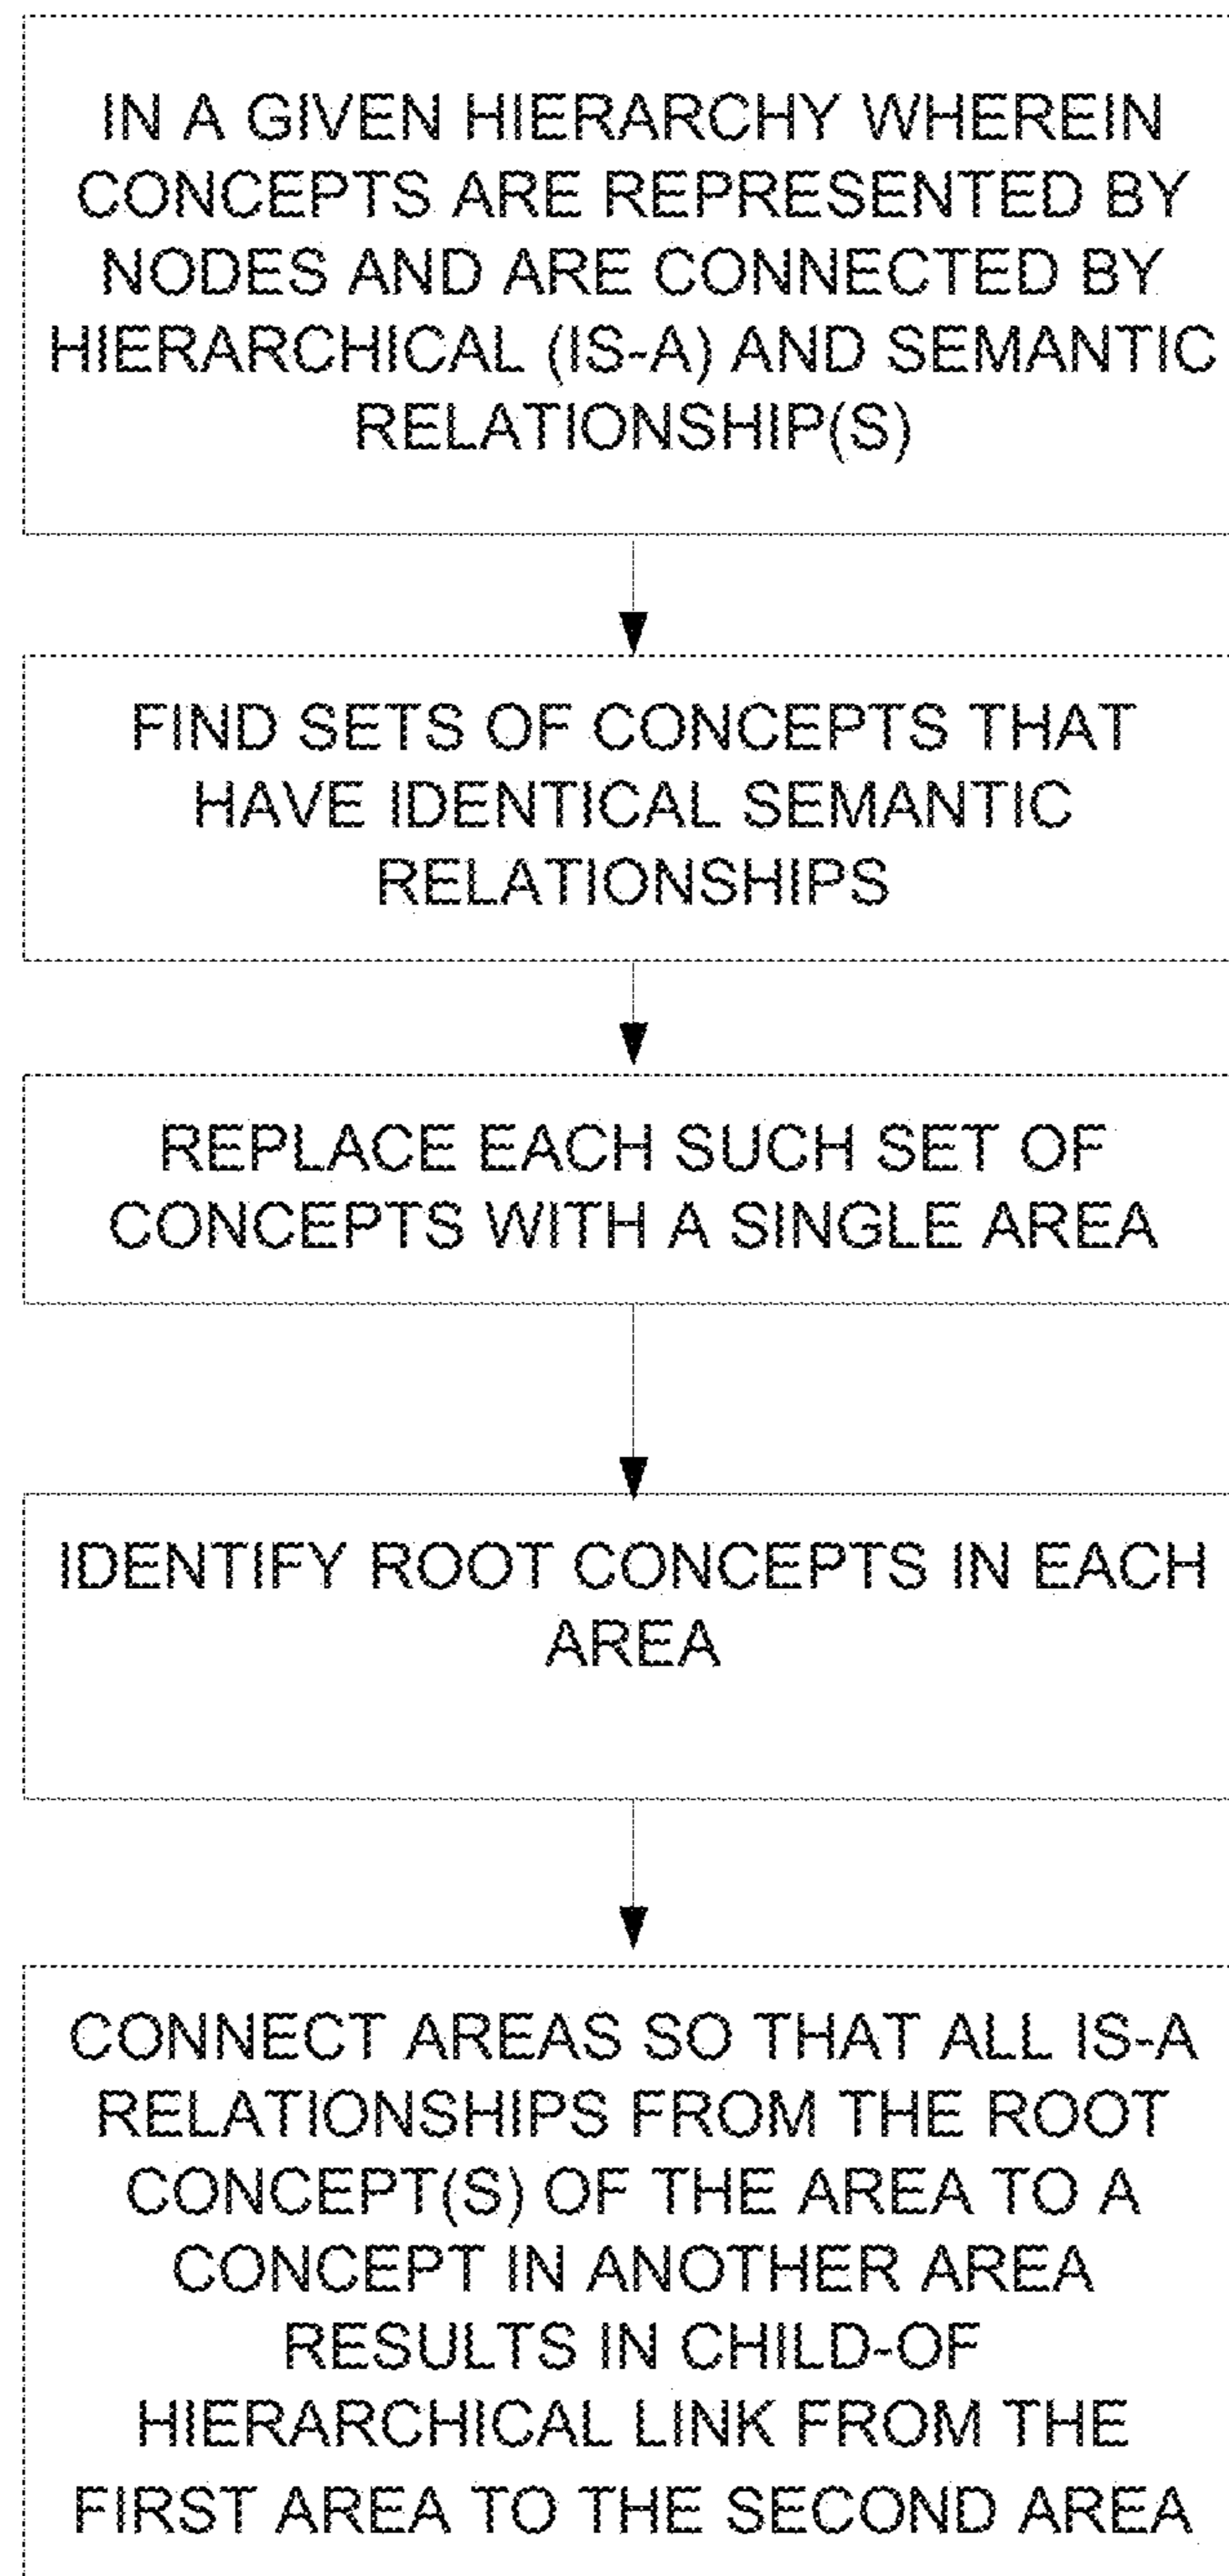 IN A GIVEN HIERARCHY WHEREIN
CONCEPTS ARE REPRESENTED BY
NODES AND ARE CONNECTED BY
HIERARCHICAL (IS-A) AND SEMANTIC
RELATIONSHIP(S)
FIND SETS OF CONCEPTS THAT
HAVE IDENTICAL SEMANTIC
RELATIONSHIPS
REPLACE EACH SUCH SET OF
CONCEPTS WITH A SINGLE AREA
IDENTIFY ROOT CONCEPTS IN EACH
AREA
CONNECT AREAS SO THAT ALL IS-A
RELATIONSHIPS FROM THE ROOT
CONCEPT(S) OF THE AREA TO A
CONCEPT IN ANOTHER AREA
RESULTS IN CHILD-OF
HIERARCHICAL LINK FROM THE
FIRST AREA TO THE SECOND AREA